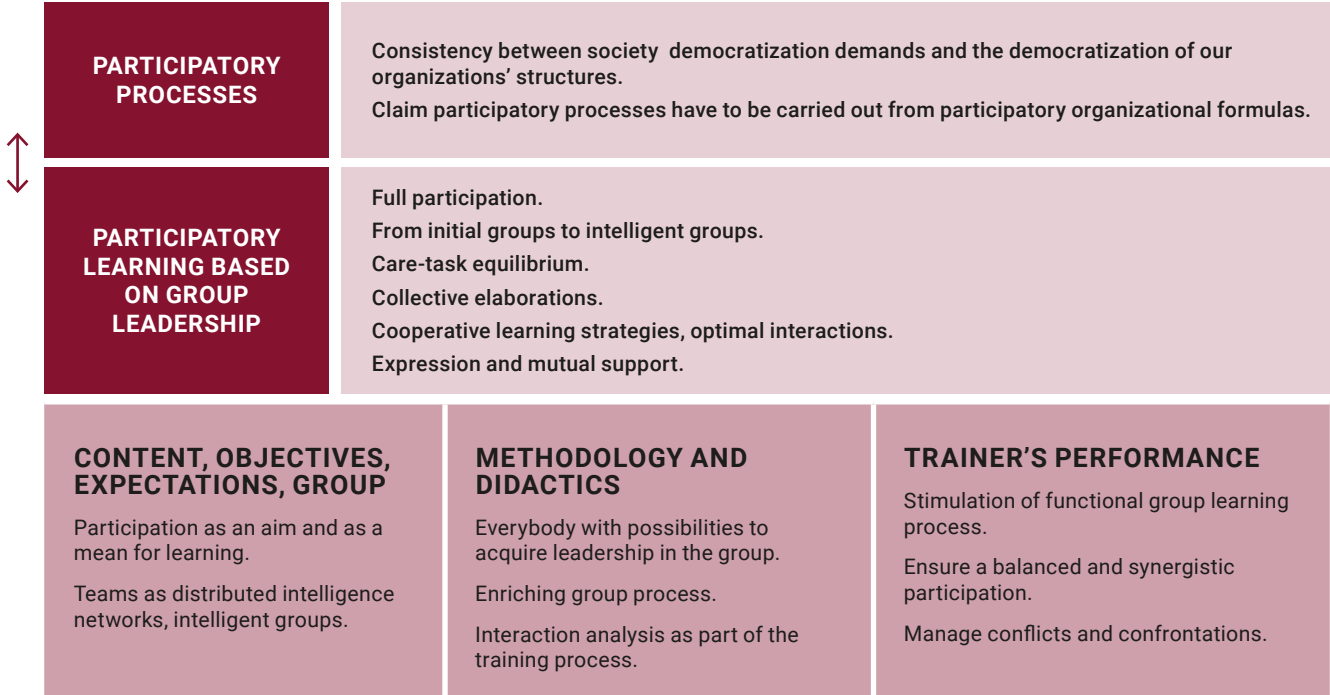 PARTICIPATORY
PROCESSES
Consistency between society  democratization demands and the democratization of our
organizations’ structures.
Claim participatory processes have to be carried out from participatory organizational formulas.
PARTICIPATORY
LEARNING BASED
ON GROUP
LEADERSHIP
Full participation.
From initial groups to intelligent groups.
Care-task equilibrium.
Collective elaborations.
Cooperative learning strategies, optimal interactions.
Expression and mutual support.
CONTENT, OBJECTIVES,
EXPECTATIONS, GROUP
Participation as an aim and as a
mean for learning.
Teams as distributed intelligence
networks, intelligent groups.
METHODOLOGY AND
DIDACTICS
Everybody with possibilities to
acquire leadership in the group.
Enriching group process.
Interaction analysis as part of the
training process.
TRAINER’S PERFORMANCE
Stimulation of functional group learning
process.
Ensure a balanced and synergistic
participation.
Manage conflicts and confrontations.